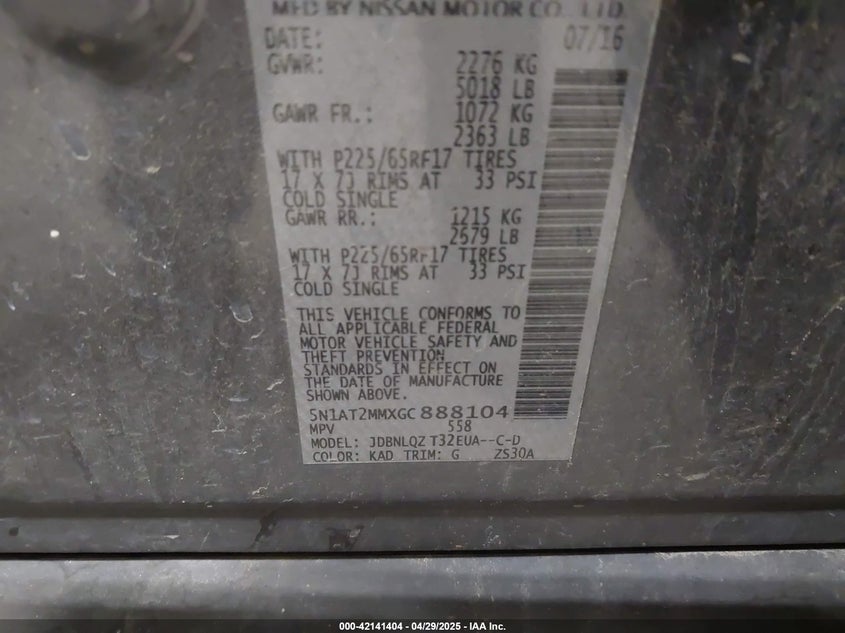 MFD BY NISSAN MOTOR CO., LTD.
DATE: 07/16
GVWR: 2276 KG
5018 LB
GAWR FR.: 1072 KG
2363 LB
WITH P225/65RF17 TIRES
17 X 7J RIMS AT 33 PSI
COLD SINGLE
GAWR RR.: 1215 KG
2579 LB
WITH P225/65RF17 TIRES
17 X 7J RIMS AT 33 PSI
COLD SINGLE
THIS VEHICLE CONFORMS TO
ALL APPLICABLE FEDERAL
MOTOR VEHICLE SAFETY AND
THEFT PREVENTION
STANDARDS IN EFFECT ON
THE DATE OF MANUFACTURE
SHOWN ABOVE.
5N1AT2MMXGC888104
MPV 558
MODEL: JDBNLQZ T32EUA--C-D
COLOR: KAD TRIM: G ZS30A
000-42141404 | 04/29/2025 - IAA Inc.